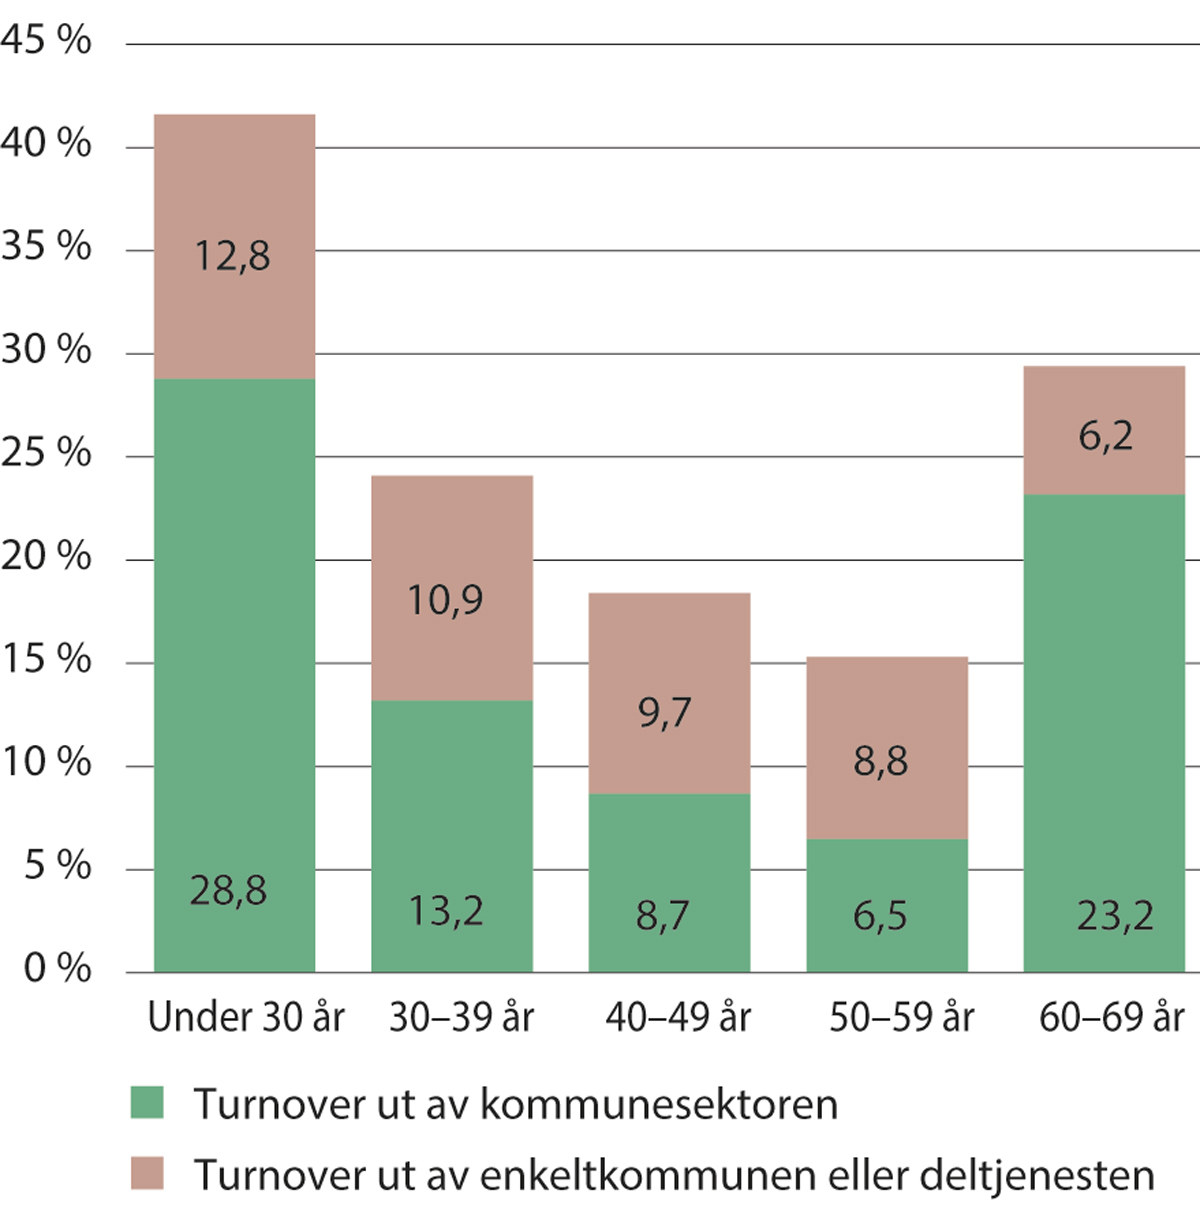 45 %
40 %
35 %
30 %
25 %
20 %
15 %
10 %
5 %
0 %
12,8
28,8
10,9
13,2
9,7
8,7
8,8
6,5
6,2
23,2
Under 30 år
30–39 år
40–49 år
50–59 år
60–69 år
Turnover ut av kommunesektoren
Turnover ut av enkeltkommunen eller deltjenesten